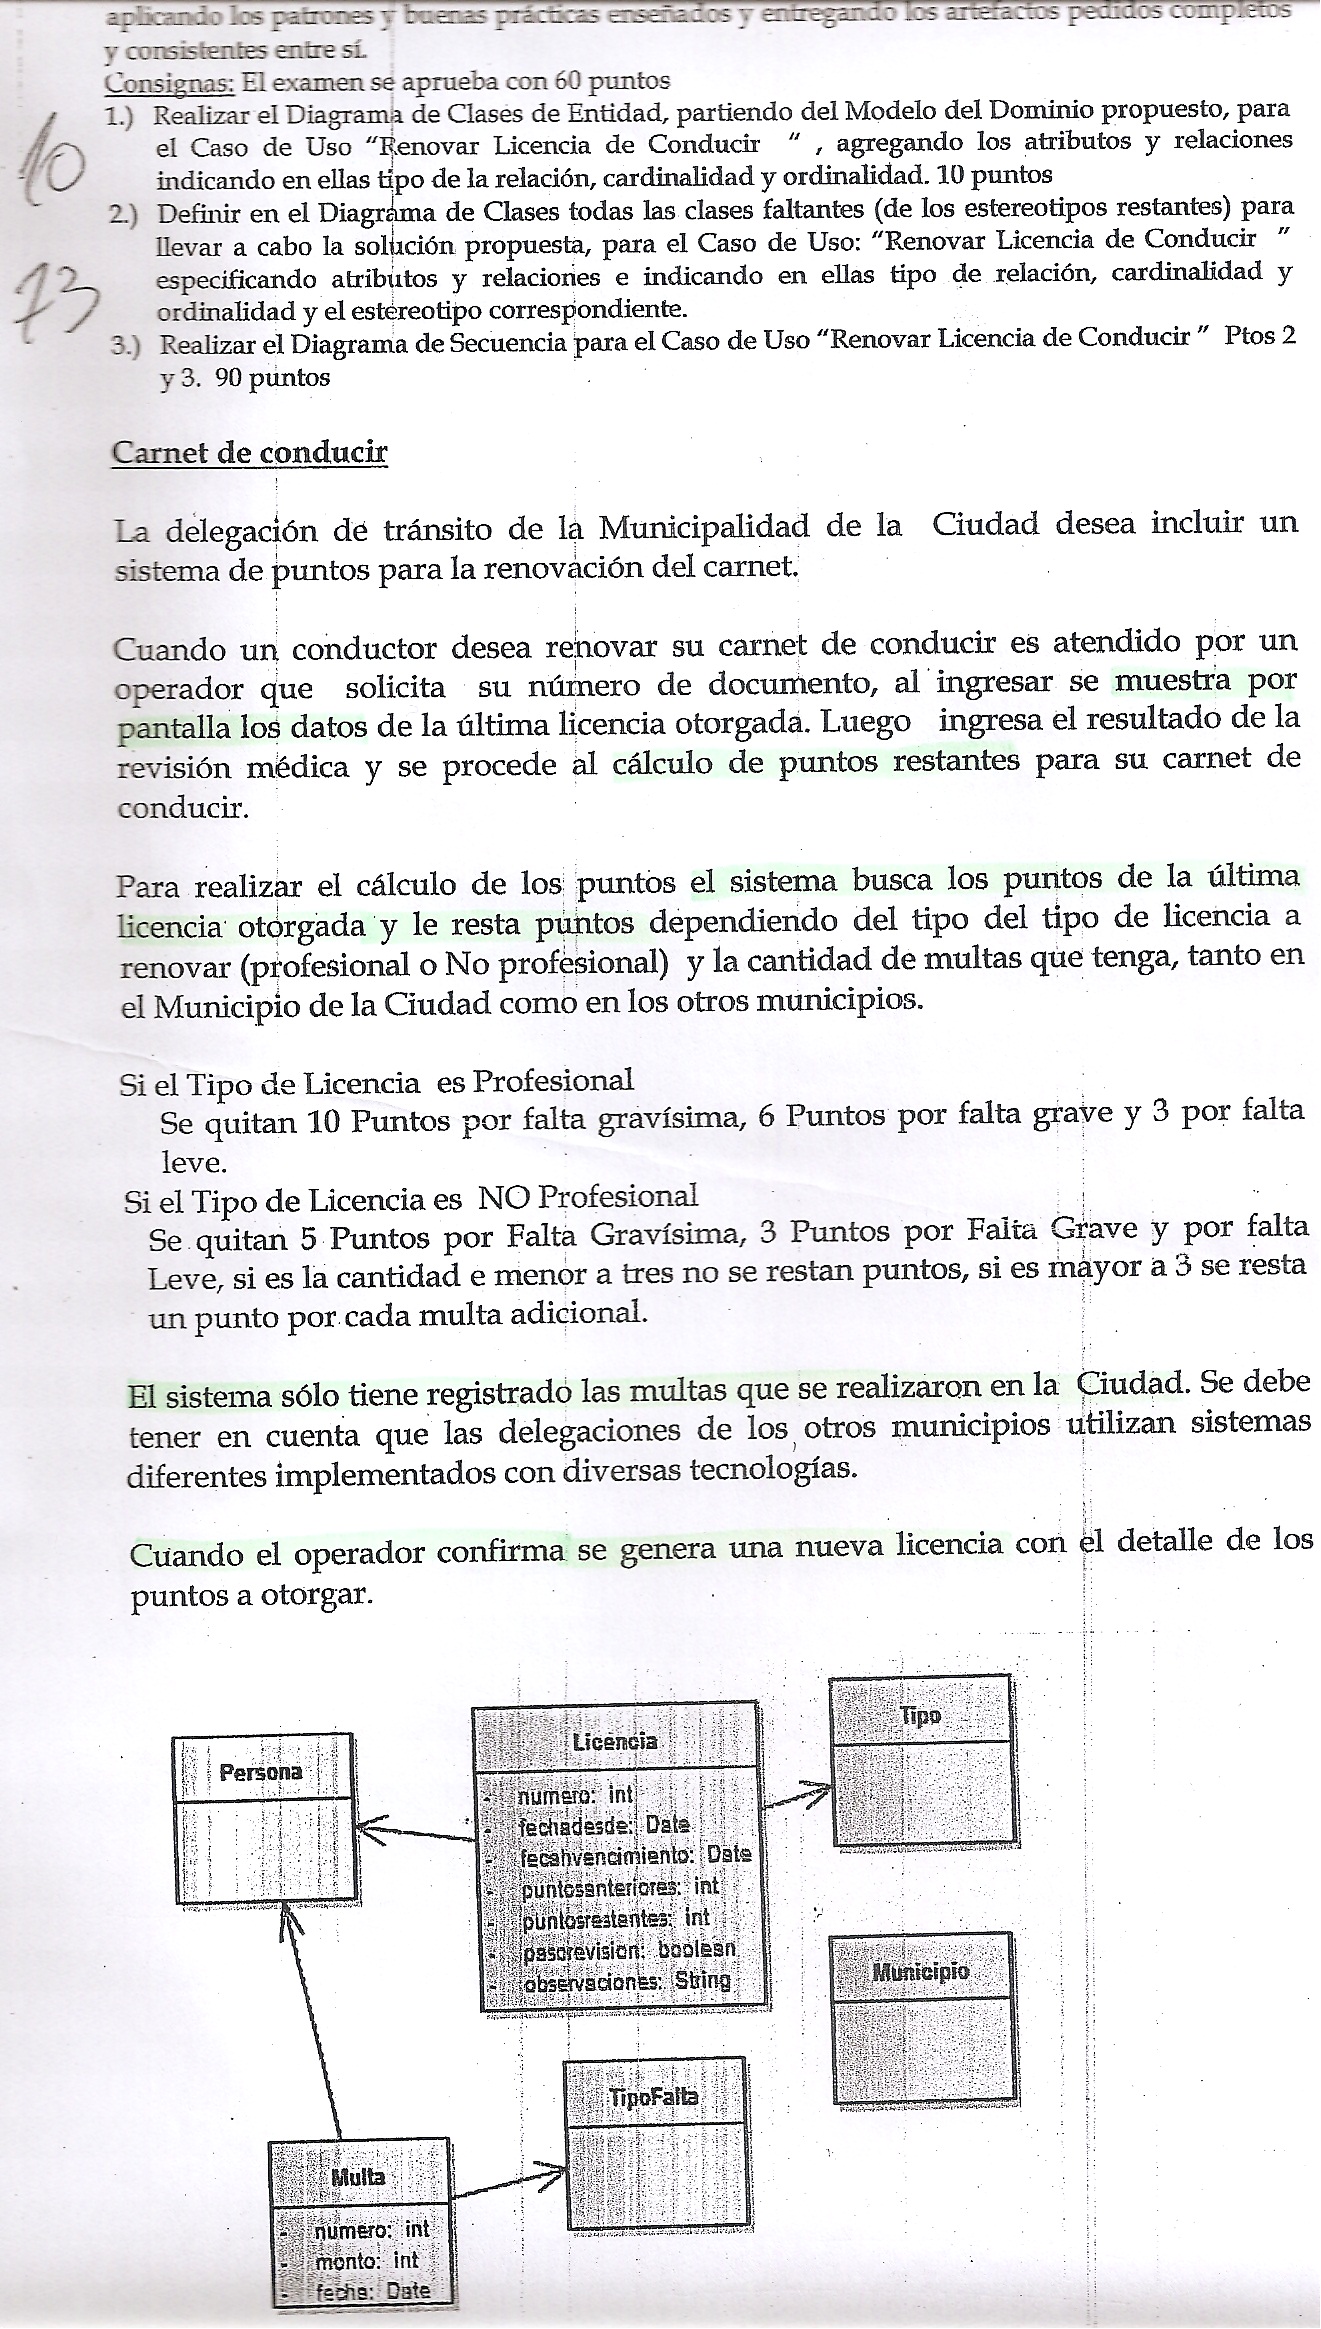 aplicando los patrones y buenas prácticas enseñados y entregando los artefactos pedidos completos
y consistentes entre sí.
Consignas: El examen se aprueba con 60 puntos
1.) Realizar el Diagrama de Clases de Entidad, partiendo del Modelo del Dominio propuesto, para
el Caso de Uso “Renovar Licencia de Conducir “ , agregando los atributos y relaciones
indicando en ellas tipo de la relación, cardinalidad y ordinalidad. 10 puntos
10
2.) Definir en el Diagrama de Clases todas las clases faltantes (de los estereotipos restantes) para
llevar a cabo la solución propuesta, para el Caso de Uso: “Renovar Licencia de Conducir ”
especificando atributos y relaciones e indicando en ellas tipo de relación, cardinalidad y
ordinalidad y el estereotipo correspondiente.
73
3.) Realizar el Diagrama de Secuencia para el Caso de Uso “Renovar Licencia de Conducir ” Ptos 2
y 3. 90 puntos
Carnet de conducir
La delegación de tránsito de la Municipalidad de la Ciudad desea incluir un
sistema de puntos para la renovación del carnet.
Cuando un conductor desea renovar su carnet de conducir es atendido por un
operador que solicita su número de documento, al ingresar se muestra por
pantalla los datos de la última licencia otorgada. Luego ingresa el resultado de la
revisión médica y se procede al cálculo de puntos restantes para su carnet de
conducir.
Para realizar el cálculo de los puntos el sistema busca los puntos de la última
licencia otorgada y le resta puntos dependiendo del tipo del tipo de licencia a
renovar (profesional o No profesional) y la cantidad de multas que tenga, tanto en
el Municipio de la Ciudad como en los otros municipios.
Si el Tipo de Licencia es Profesional
Se quitan 10 Puntos por falta gravísima, 6 Puntos por falta grave y 3 por falta
leve.
Si el Tipo de Licencia es NO Profesional
Se quitan 5 Puntos por Falta Gravísima, 3 Puntos por Falta Grave y por falta
Leve, si es la cantidad e menor a tres no se restan puntos, si es mayor a 3 se resta
un punto por cada multa adicional.
El sistema sólo tiene registrado las multas que se realizaron en la Ciudad. Se debe
tener en cuenta que las delegaciones de los otros municipios utilizan sistemas
diferentes implementados con diversas tecnologías.
Cuando el operador confirma se genera una nueva licencia con el detalle de los
puntos a otorgar.
Persona
Licencia
- numero: int
- fechadesde: Date
- fecahvencimiento: Date
- puntosanteriores: int
- puntosrestantes: int
- pasorevision: boolean
- observaciones: String
Tipo
Municipio
TipoFalta
Multa
- numero: int
- monto: int
- fecha: Date